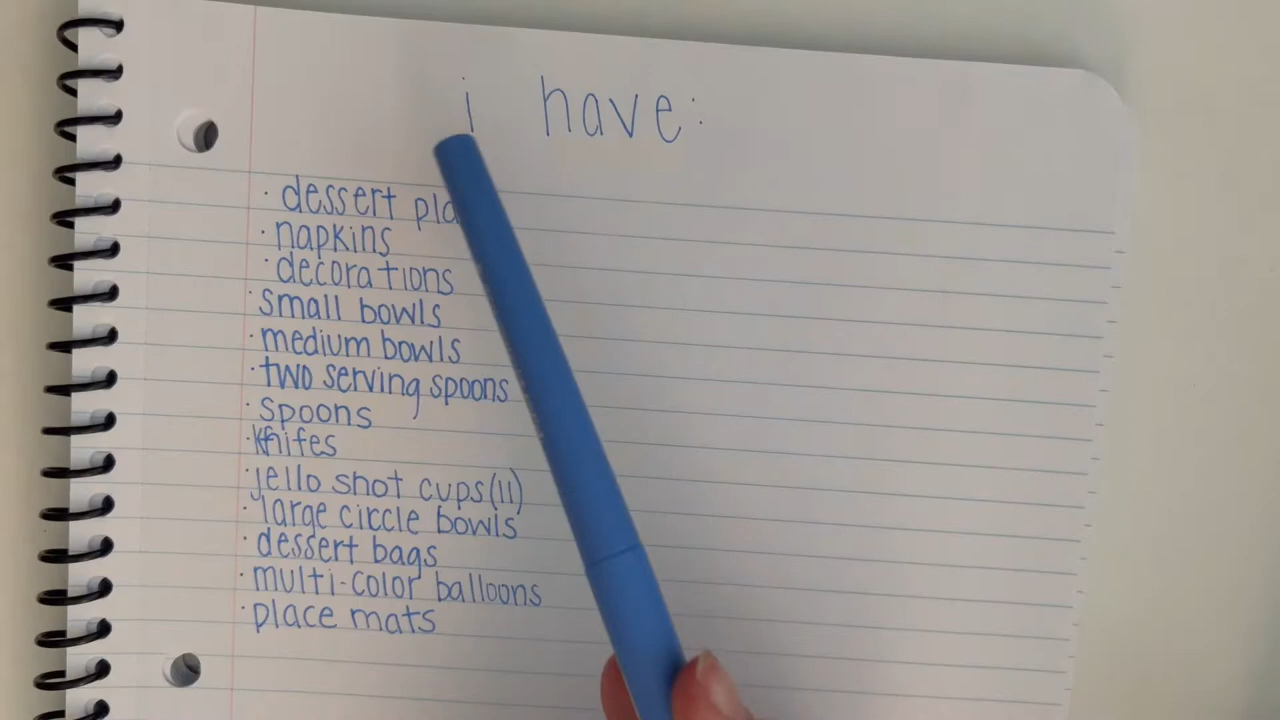 i have:
· dessert pla
· napkins
· decorations
· small bowls
· medium bowls
· two serving spoons
· spoons
· knifes
· jello shot cups (11)
· large circle bowls
· dessert bags
· multi-color balloons
· place mats